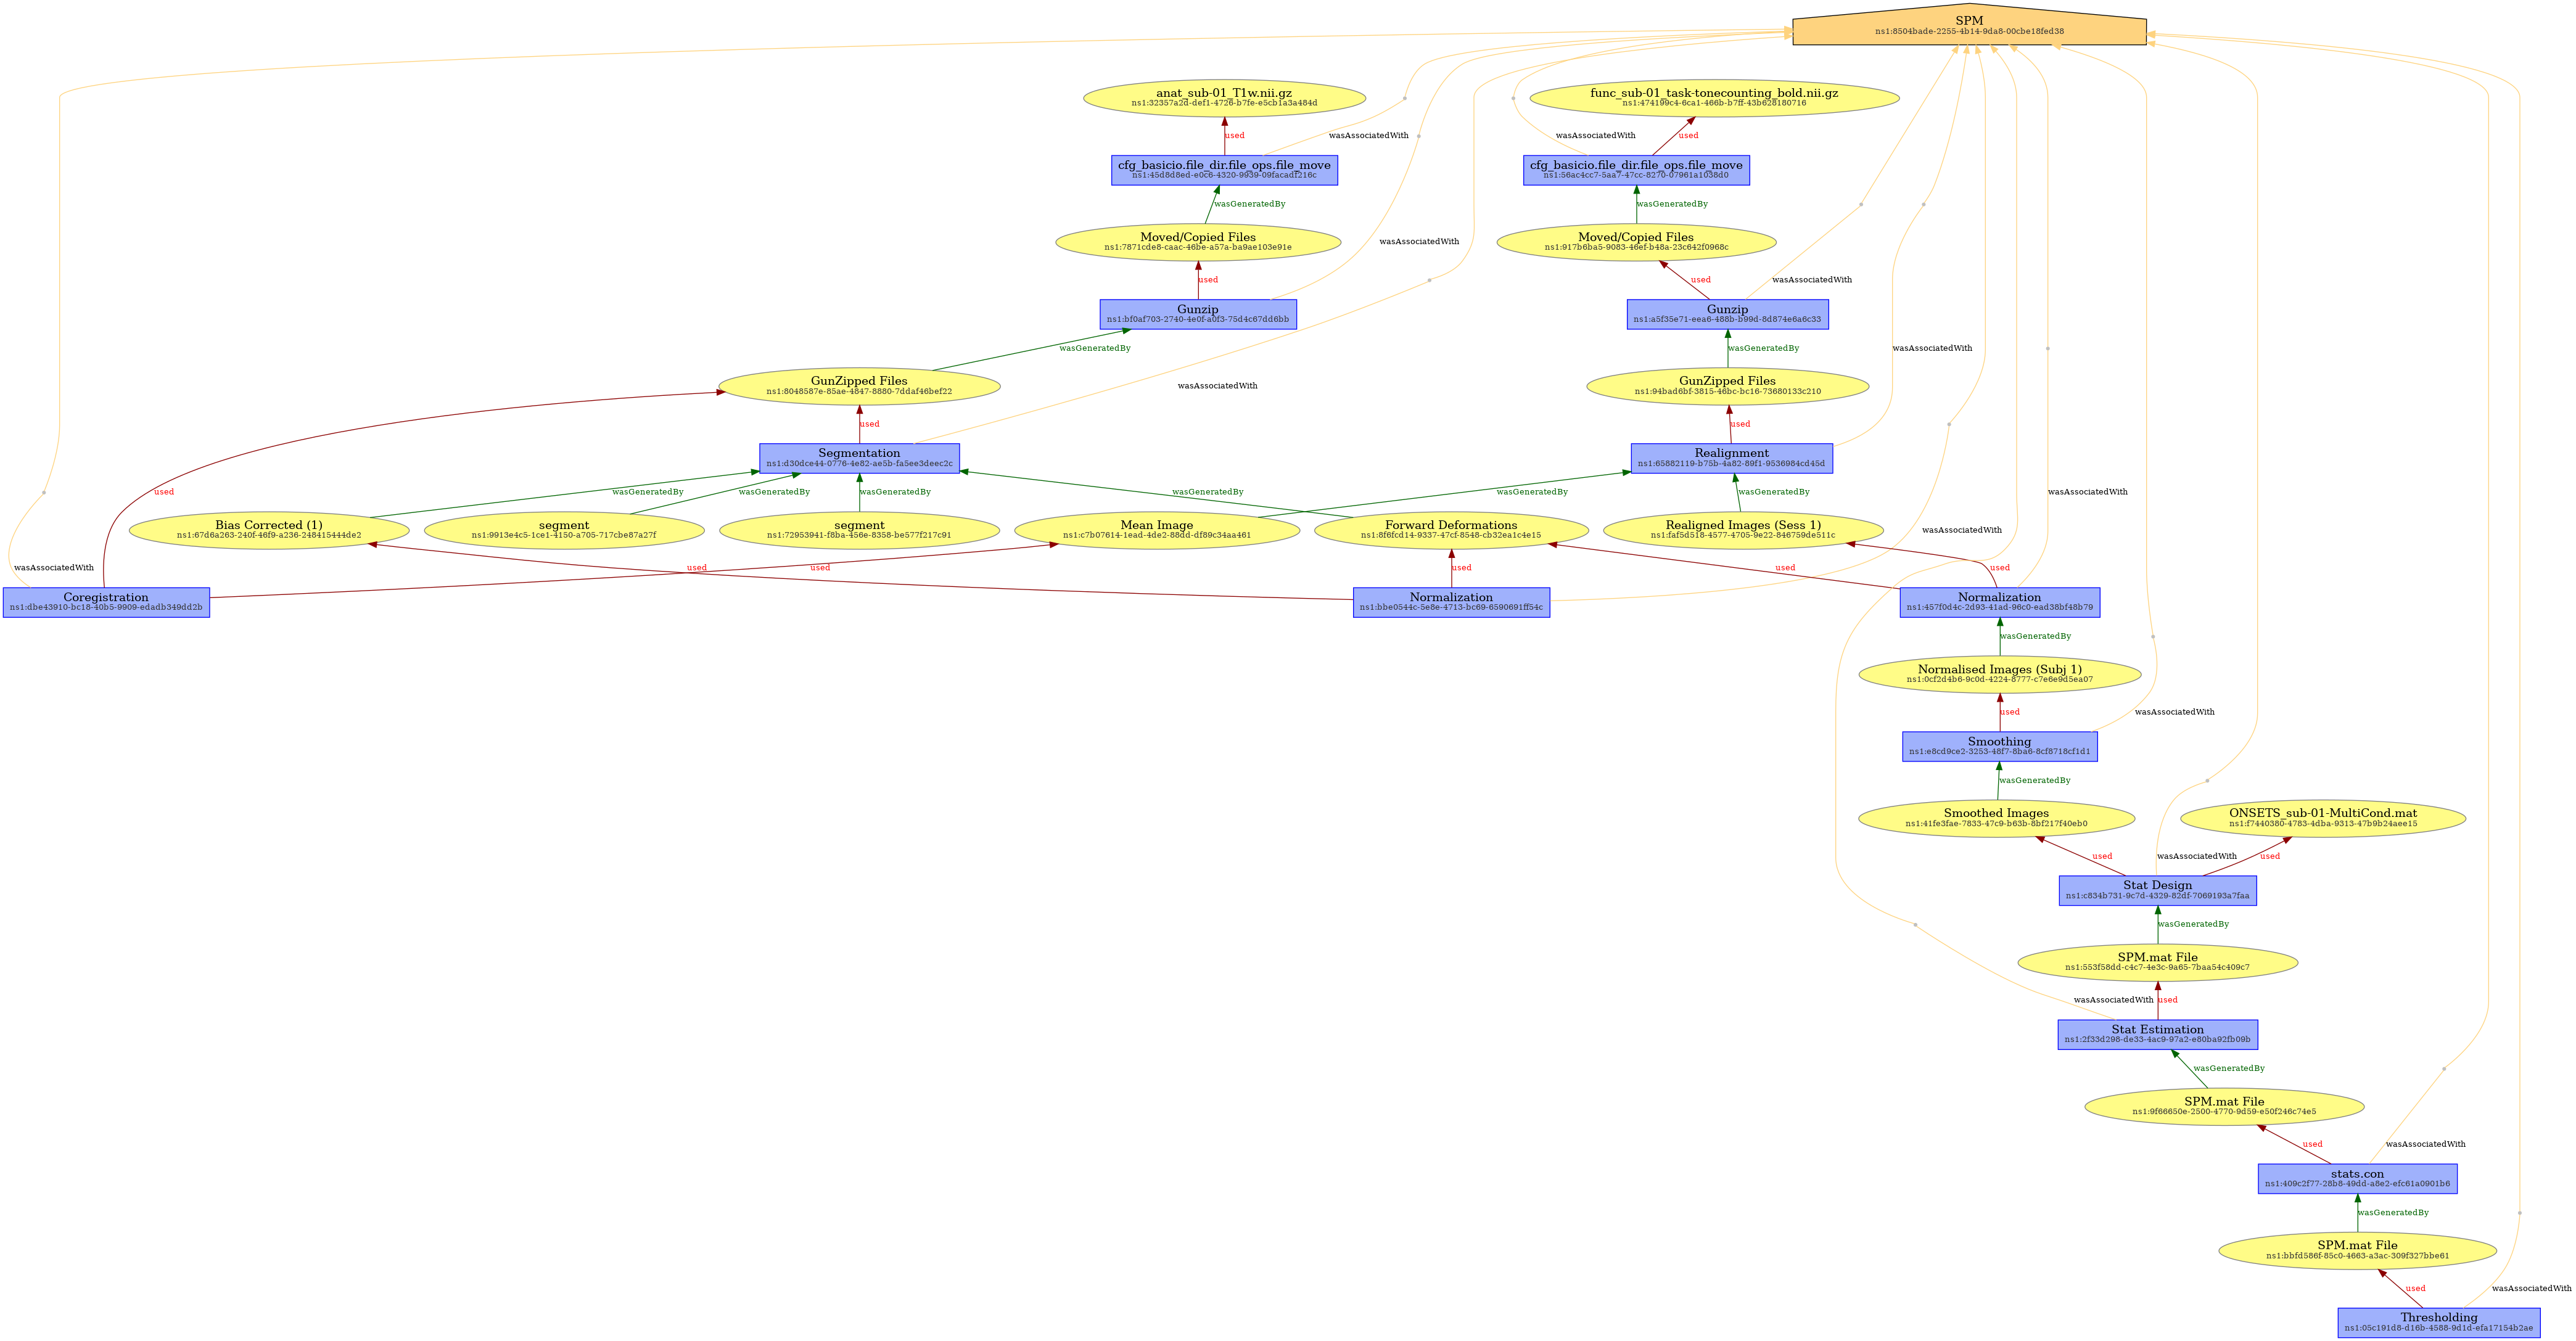 SPM
ns1:8504bade-2255-4b14-9da8-00cbe18fed38
anat_sub-01_T1w.nii.gz
ns1:32357a2d-def1-4726-b7fe-e5cb1a3a484d
func_sub-01_task-tonecounting_bold.nii.gz
ns1:474199c4-6ca1-466b-b7ff-43b628180716
used
wasAssociatedWith
wasAssociatedWith
used
cfg_basicio.file_dir.file_ops.file_move
ns1:45d8d8ed-e0c6-4320-9939-09facadf216c
cfg_basicio.file_dir.file_ops.file_move
ns1:56ac4cc7-5aa7-47cc-8270-07961a1038d0
wasGeneratedBy
wasGeneratedBy
Moved/Copied Files
ns1:7871cde8-caac-46be-a57a-ba9ae103e91e
wasAssociatedWith
Moved/Copied Files
ns1:917b6ba5-9083-46ef-b48a-23c642f0968c
used
used
wasAssociatedWith
Gunzip
ns1:bf0af703-2740-4e0f-a0f3-75d4c67dd6bb
Gunzip
ns1:a5f35e71-eea6-488b-b99d-8d874e6a6c33
wasGeneratedBy
wasGeneratedBy
wasAssociatedWith
GunZipped Files
ns1:8048587e-85ae-4847-8880-7ddaf46bef22
wasAssociatedWith
GunZipped Files
ns1:94bad6bf-3815-46bc-bc16-73680133c210
used
used
Segmentation
ns1:d30dce44-0776-4e82-ae5b-fa5ee3deec2c
Realignment
ns1:65882119-b75b-4a82-89f1-9536984cd45d
used
wasGeneratedBy
wasGeneratedBy
wasGeneratedBy
wasGeneratedBy
wasGeneratedBy
wasGeneratedBy
wasAssociatedWith
Bias Corrected (1)
ns1:67d6a263-240f-46f9-a236-248415444de2
segment
ns1:9913e4c5-1ce1-4150-a705-717cbe87a27f
segment
ns1:72953941-f8ba-456e-8358-be577f217c91
Mean Image
ns1:c7b07614-1ead-4de2-88dd-df89c34aa461
Forward Deformations
ns1:8f6fcd14-9337-47cf-8548-cb32ea1c4e15
Realigned Images (Sess 1)
ns1:faf5d518-4577-4705-9e22-846759de511c
wasAssociatedWith
wasAssociatedWith
used
used
used
used
used
Coregistration
ns1:dbe43910-bc18-40b5-9909-edadb349dd2b
Normalization
ns1:bbe0544c-5e8e-4713-bc69-6590691ff54c
Normalization
ns1:457f0d4c-2d93-41ad-96c0-ead38bf48b79
wasGeneratedBy
Normalised Images (Subj 1)
ns1:0cf2d4b6-9c0d-4224-8777-c7e6e9d5ea07
used
wasAssociatedWith
Smoothing
ns1:e8cd9ce2-3253-48f7-8ba6-8cf8718cf1d1
wasGeneratedBy
Smoothed Images
ns1:41fe3fae-7833-47c9-b63b-8bf217f40eb0
ONSETS_sub-01-MultiCond.mat
ns1:f7440380-4783-4dba-9313-47b9b24aee15
used
wasAssociatedWith
used
Stat Design
ns1:c834b731-9c7d-4329-82df-7069193a7faa
wasGeneratedBy
SPM.mat File
ns1:553f58dd-c4c7-4e3c-9a65-7baa54c409c7
wasAssociatedWith
used
Stat Estimation
ns1:2f33d298-de33-4ac9-97a2-e80ba92fb09b
wasGeneratedBy
SPM.mat File
ns1:9f66650e-2500-4770-9d59-e50f246c74e5
used
wasAssociatedWith
stats.con
ns1:409c2f77-28b8-49dd-a8e2-efc61a0901b6
wasGeneratedBy
SPM.mat File
ns1:bbfd586f-85c0-4663-a3ac-309f327bbe61
used
wasAssociatedWith
Thresholding
ns1:05c191d8-d16b-4588-9d1d-efa17154b2ae